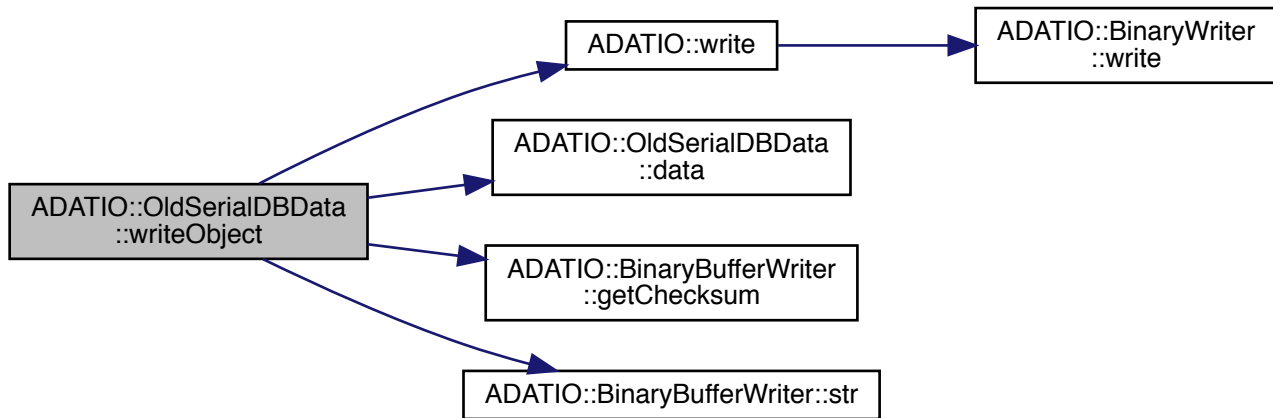 ADATIO::OldSerialDBData
::writeObject
ADATIO::write
ADATIO::BinaryWriter
::write
ADATIO::OldSerialDBData
::data
ADATIO::BinaryBufferWriter
::getChecksum
ADATIO::BinaryBufferWriter::str